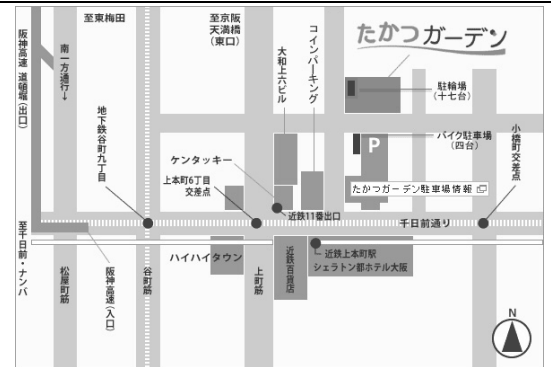 阪神高速 道頓堀(出口)
南一方通行→
至東梅田
至京阪
天満橋
(東口)
大和上六ビル
コインパーキング
たかつガーデン
駐輪場
(十七台)
バイク駐車場
(四台)
小橋町交差点
地下鉄谷町九丁目
ケンタッキー
上本町6丁目
交差点
P
たかつガーデン駐車場情報
近鉄11番出口
千日前通り
至千日前・ナンバ
松屋町筋
阪神高速(入口)
谷町筋
ハイハイタウン
上町筋
近鉄百貨店
近鉄上本町駅
シェラトン都ホテル大阪
N